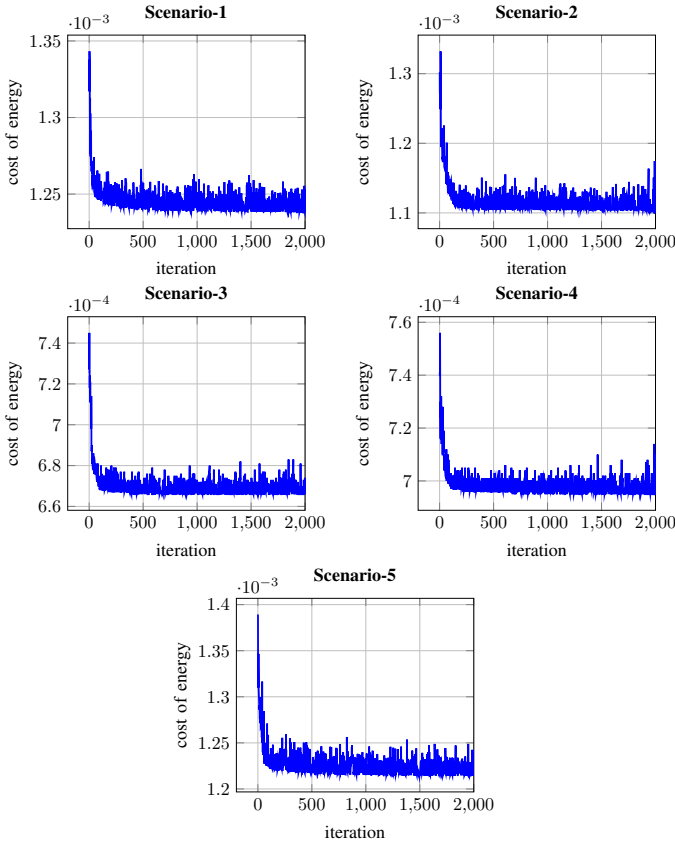 Scenario-1
·10⁻³
1.35
1.3
1.25
cost of energy
0 500 1,000 1,500 2,000
iteration
Scenario-2
·10⁻³
1.3
1.2
1.1
cost of energy
0 500 1,000 1,500 2,000
iteration
Scenario-3
·10⁻⁴
7.4
7.2
7
6.8
6.6
cost of energy
0 500 1,000 1,500 2,000
iteration
Scenario-4
·10⁻⁴
7.6
7.4
7.2
7
cost of energy
0 500 1,000 1,500 2,000
iteration
Scenario-5
·10⁻³
1.4
1.35
1.3
1.25
1.2
cost of energy
0 500 1,000 1,500 2,000
iteration